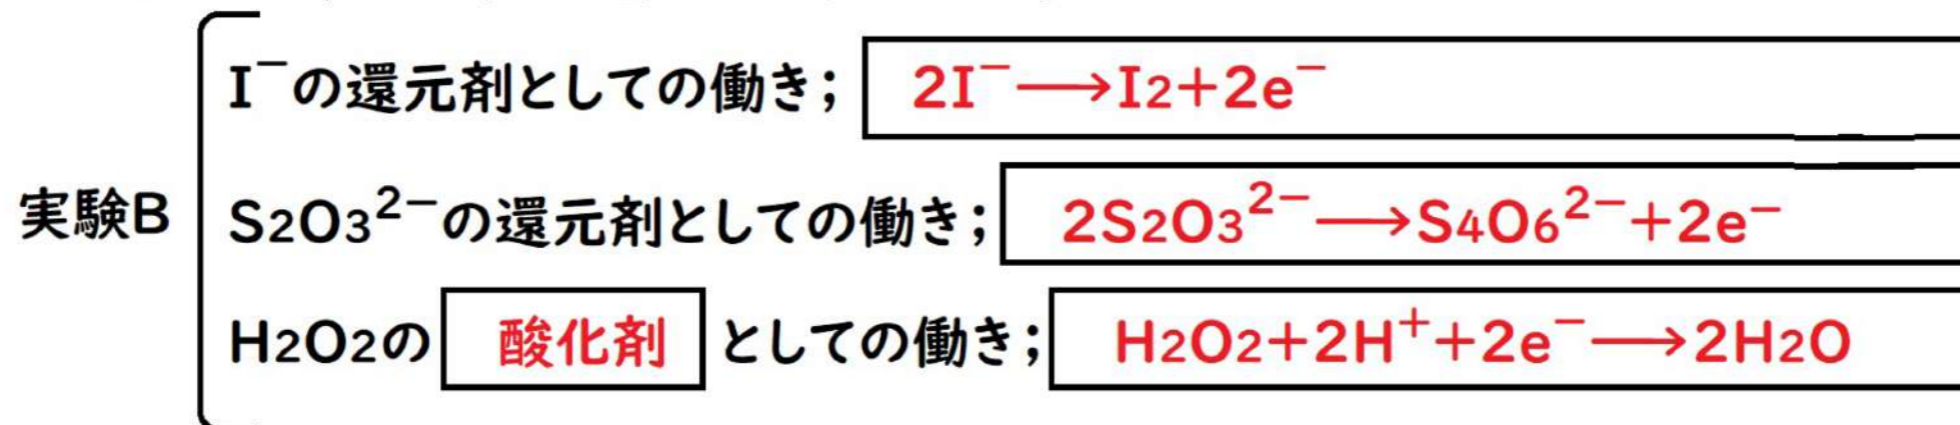 I⁻の還元剤としての働き; 2I⁻⟶I2+2e⁻
実験B S2O3²⁻の還元剤としての働き; 2S2O3²⁻⟶S4O6²⁻+2e⁻
H2O2の 酸化剤 としての働き; H2O2+2H⁺+2e⁻⟶2H2O